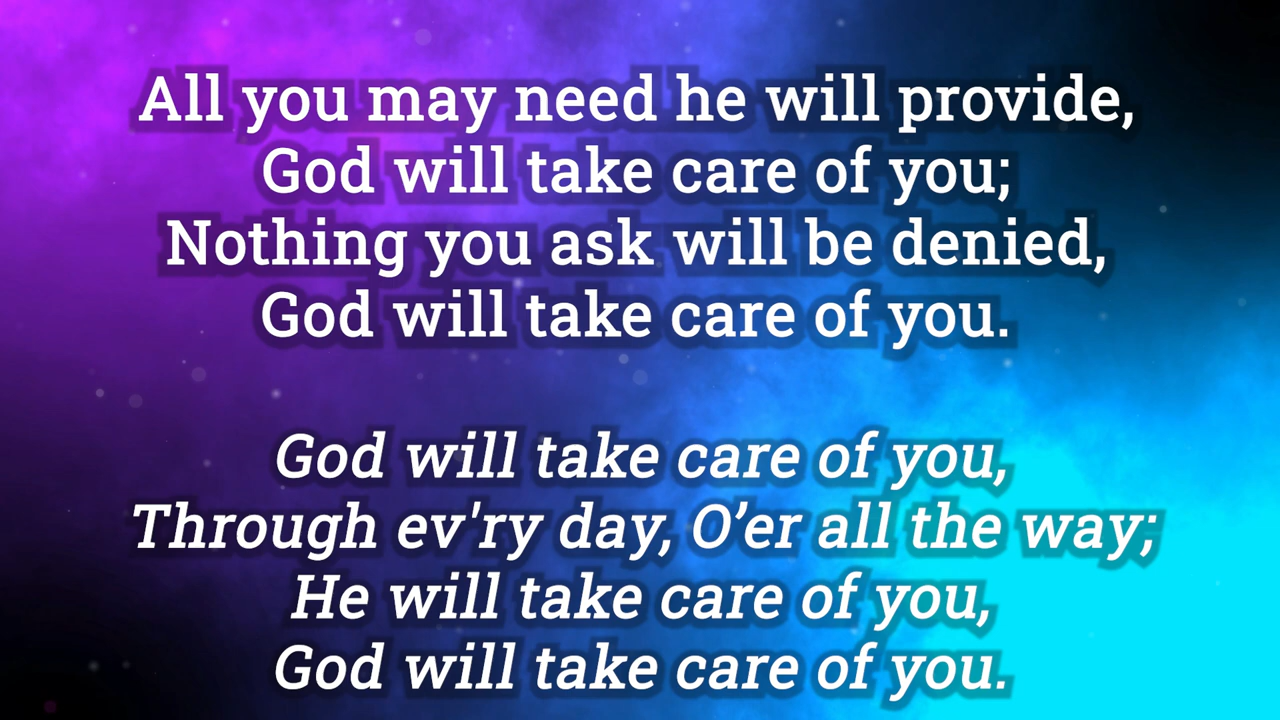 All you may need he will provide,
God will take care of you;
Nothing you ask will be denied,
God will take care of you.
God will take care of you,
Through ev'ry day, O’er all the way;
He will take care of you,
God will take care of you.